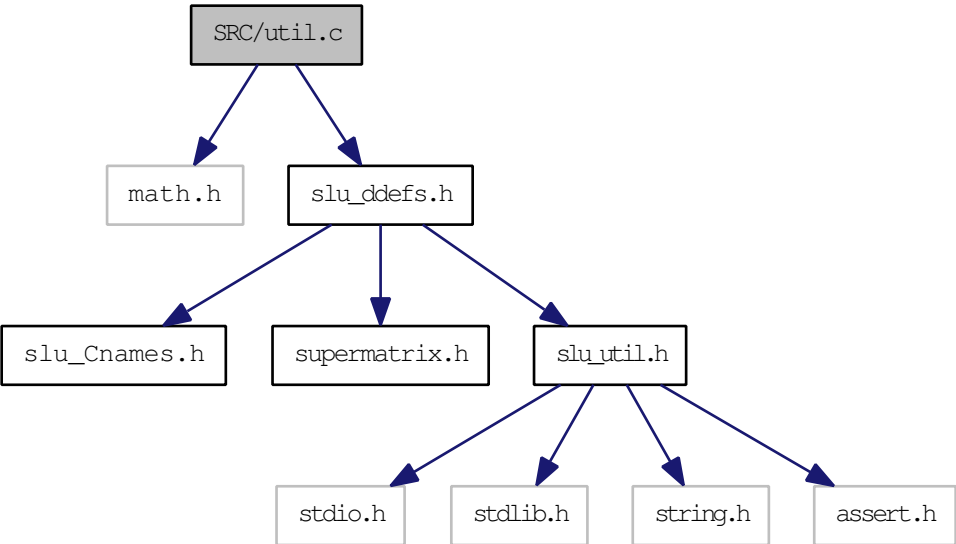 SRC/util.c
math.h
slu_ddefs.h
slu_Cnames.h
supermatrix.h
slu_util.h
stdio.h
stdlib.h
string.h
assert.h